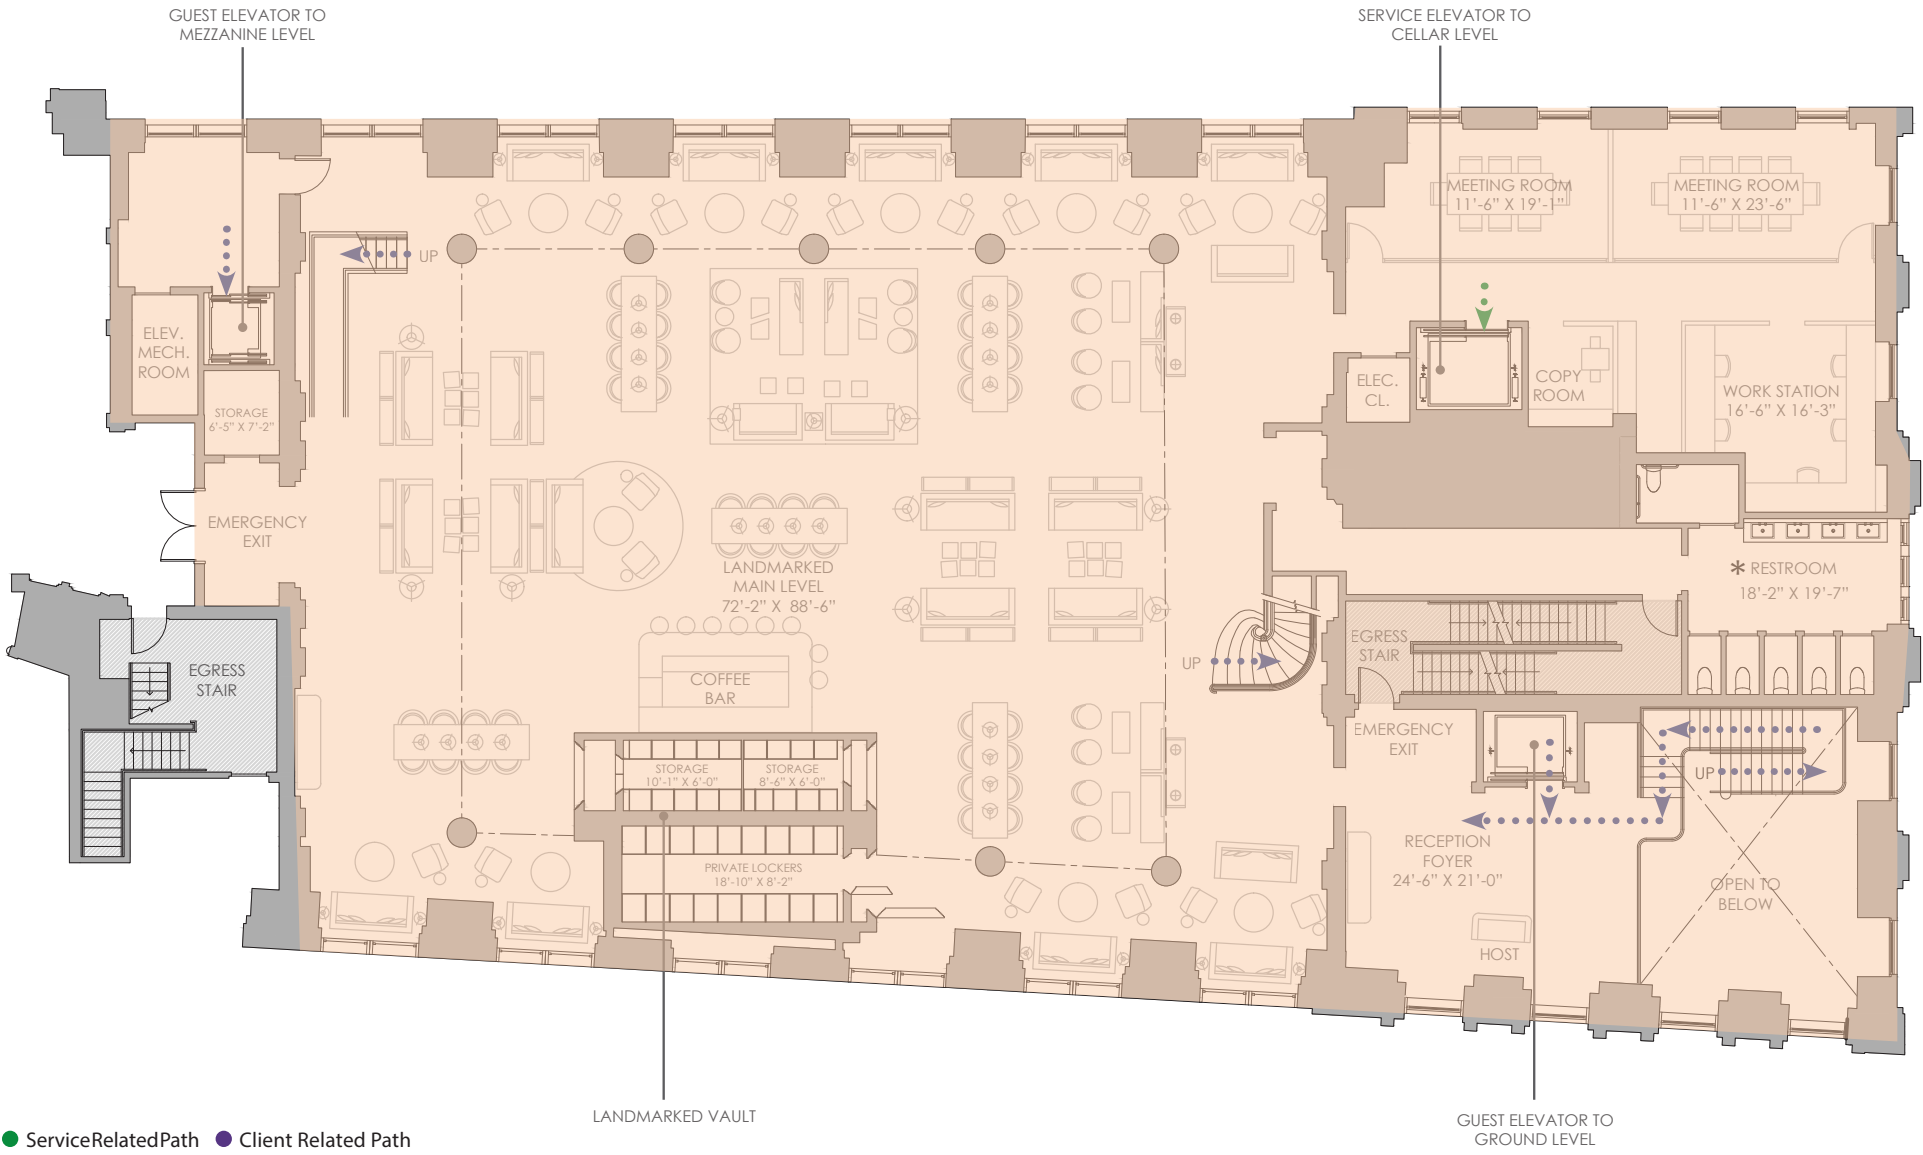 GUEST ELEVATOR TO
MEZZANINE LEVEL
SERVICE ELEVATOR TO
CELLAR LEVEL
MEETING ROOM
11'-6" X 19'-1"
MEETING ROOM
11'-6" X 23'-6"
UP
ELEV.
MECH.
ROOM
STORAGE
6'-5" X 7'-2"
ELEC.
CL.
COPY
ROOM
WORK STATION
16'-6" X 16'-3"
EMERGENCY
EXIT
LANDMARKED
MAIN LEVEL
72'-2" X 88'-6"
* RESTROOM
18'-2" X 19'-7"
EGRESS
STAIR
COFFEE
BAR
UP
EGRESS
STAIR
EMERGENCY
EXIT
UP
STORAGE
10'-1" X 6'-0"
STORAGE
8'-6" X 6'-0"
PRIVATE LOCKERS
18'-10" X 8'-2"
RECEPTION
FOYER
24'-6" X 21'-0"
OPEN TO
BELOW
HOST
LANDMARKED VAULT
GUEST ELEVATOR TO
GROUND LEVEL
Service Related Path
Client Related Path